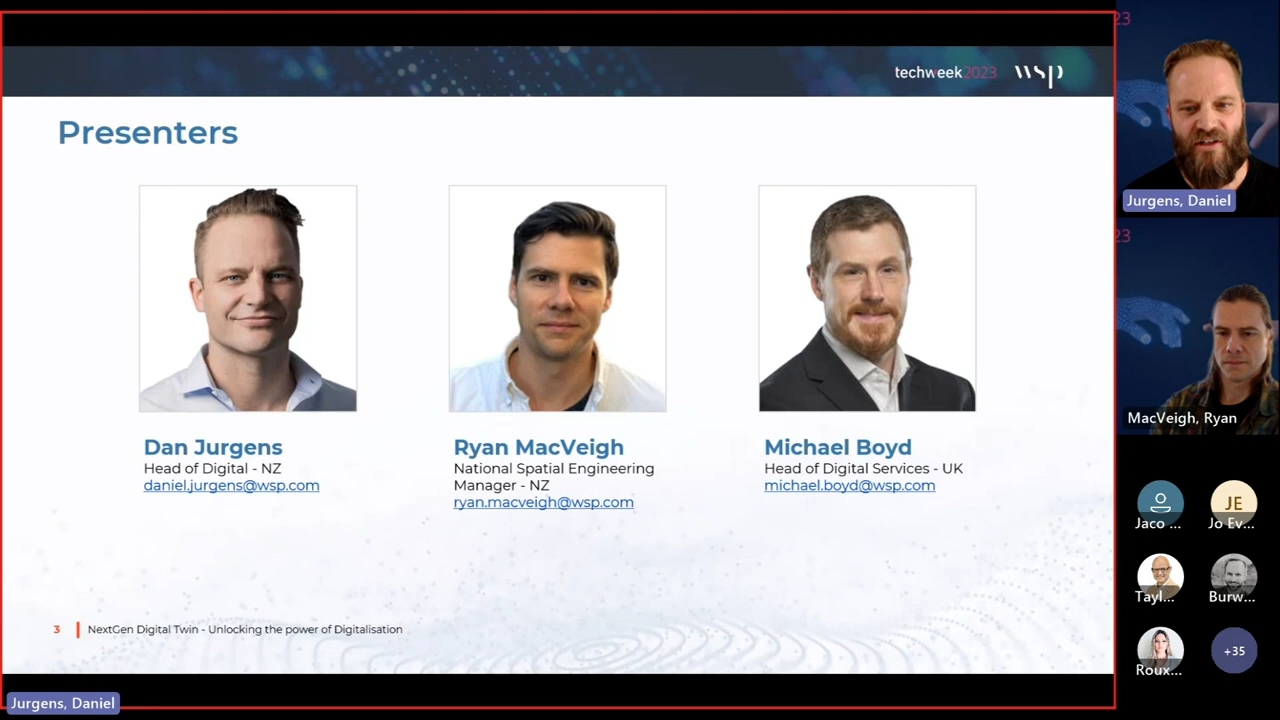 techweek2023 wsp
Presenters
Dan Jurgens
Head of Digital - NZ
daniel.jurgens@wsp.com
Ryan MacVeigh
National Spatial Engineering
Manager - NZ
ryan.macveigh@wsp.com
Michael Boyd
Head of Digital Services - UK
michael.boyd@wsp.com
3 NextGen Digital Twin - Unlocking the power of Digitalisation
Jurgens, Daniel
23
Jurgens, Daniel
23
MacVeigh, Ryan
Jaco ...
JE
Jo Ev...
Tayl...
Burw...
Roux...
+35